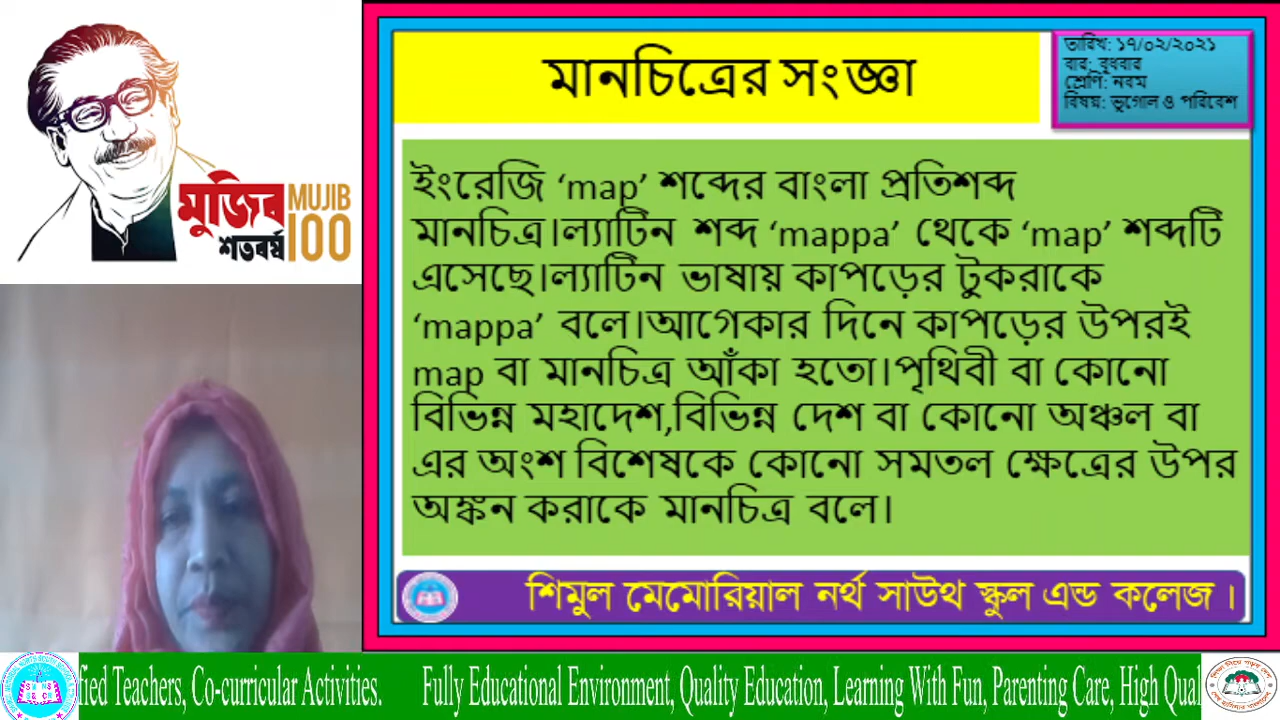 মুজিব
শতবর্ষ
MUJIB
100
মানচিত্রের সংজ্ঞা
তারিখ: ১৭/০২/২০২১
বার: বুধবার
শ্রেণি: নবম
বিষয়: ভূগোল ও পরিবেশ
ইংরেজি ‘map’ শব্দের বাংলা প্রতিশব্দ
মানচিত্র।ল্যাটিন শব্দ ‘mappa’ থেকে ‘map’ শব্দটি
এসেছে।ল্যাটিন ভাষায় কাপড়ের টুকরাকে
‘mappa’ বলে।আগেকার দিনে কাপড়ের উপরই
map বা মানচিত্র আঁকা হতো।পৃথিবী বা কোনো
বিভিন্ন মহাদেশ,বিভিন্ন দেশ বা কোনো অঞ্চল বা
এর অংশ বিশেষকে কোনো সমতল ক্ষেত্রের উপর
অঙ্কন করাকে মানচিত্র বলে।
শিমুল মেমোরিয়াল নর্থ সাউথ স্কুল এন্ড কলেজ ।
fied Teachers, Co-curricular Activities. Fully Educational Environment, Quality Education, Learning With Fun, Parenting Care, High Qual